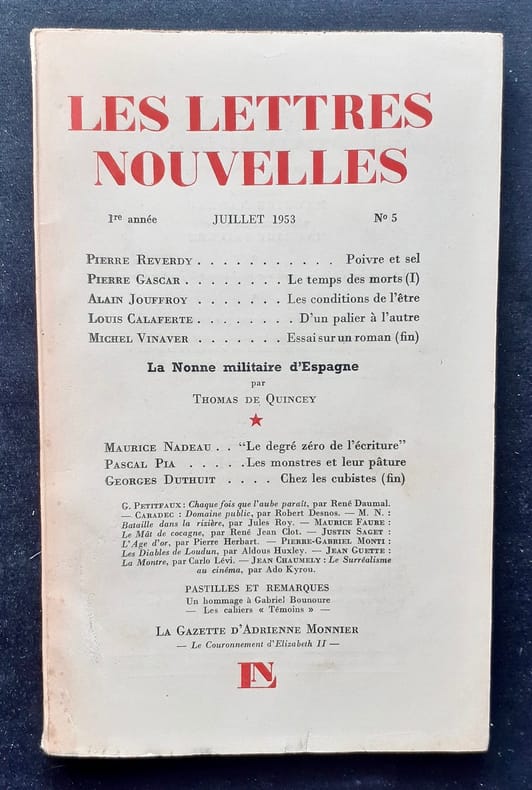 LES LETTRES
NOUVELLES
1re année JUILLET 1953 No 5
PIERRE REVERDY . . . . . . . . . . . Poivre et sel
PIERRE GASCAR . . . . . . . . Le temps des morts (I)
ALAIN JOUFFROY . . . . . . . Les conditions de l'être
LOUIS CALAFERTE . . . . . . . . D'un palier à l'autre
MICHEL VINAVER . . . . . . . Essai sur un roman (fin)
La Nonne militaire d'Espagne
par
THOMAS DE QUINCEY
★
MAURICE NADEAU . . "Le degré zéro de l'écriture"
PASCAL PIA . . . . . Les monstres et leur pâture
GEORGES DUTHUIT . . . . Chez les cubistes (fin)
G. PETITFAUX : Chaque fois que l'aube paraît, par René Daumal.
— CARADEC : Domaine public, par Robert Desnos. — M. N. :
Bataille dans la rizière, par Jules Roy. — MAURICE FAURE :
Le Mât de cocagne, par René Jean Clot. — JUSTIN SAGET :
L'Age d'or, par Pierre Herbart. — PIERRE-GABRIEL MONTI :
Les Diables de Loudun, par Aldous Huxley. — JEAN GUETTE :
La Montre, par Carlo Lévi. — JEAN CHAUMELY : Le Surréalisme
au cinéma, par Ado Kyrou.
PASTILLES ET REMARQUES
Un hommage à Gabriel Bounoure
— Les cahiers « Témoins » —
LA GAZETTE D'ADRIENNE MONNIER
— Le Couronnement d'Elizabeth II —
LN